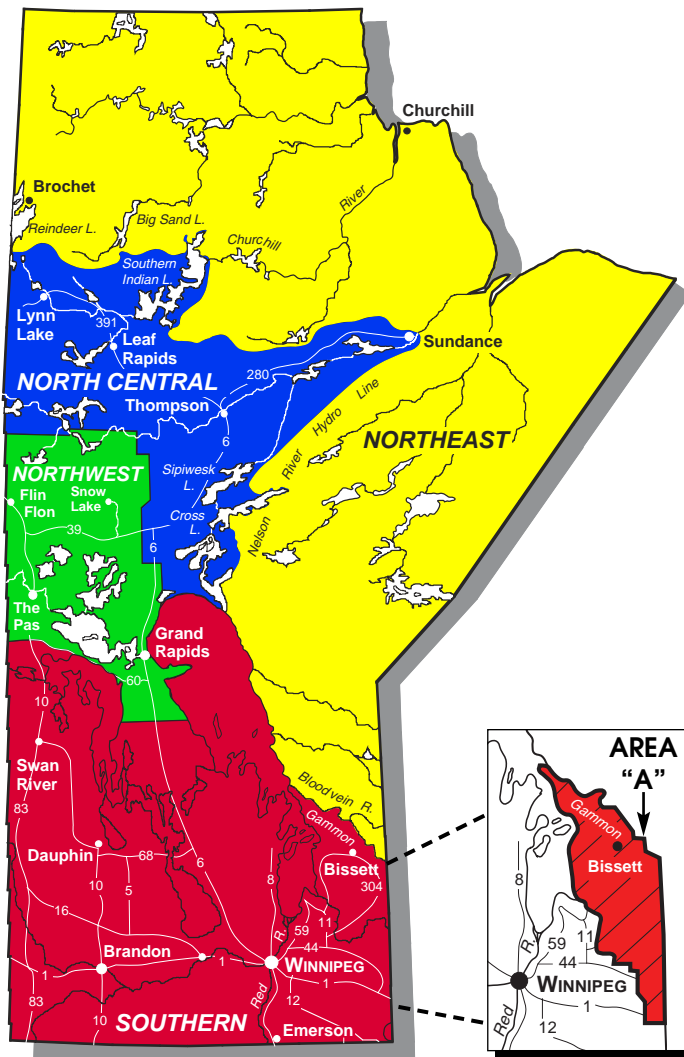 Churchill
Brochet
Reindeer L.
Big Sand L.
River
Churchill
Southern
Indian L.
Lynn
Lake
391
Leaf
Rapids
Sundance
NORTH CENTRAL
280
Thompson
6
Nelson River Hydro Line
NORTHEAST
NORTHWEST
Sipiwesk
L.
Flin
Flon
Snow
Lake
Cross
L.
39
6
The
Pas
Grand
Rapids
60
10
Swan
River
83
Bloodvein R.
Gammon
Dauphin
68
6
8
Bissett
304
10
5
16
59
11
44
R.
Brandon
1
1
WINNIPEG
1
83
12
Red
10
SOUTHERN
Emerson
AREA
"A"
Gammon
Bissett
8
59
11
R.
44
WINNIPEG
1
Red
12